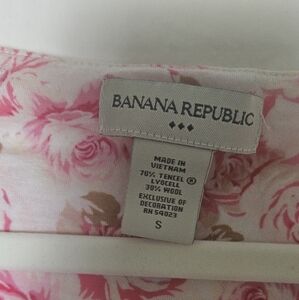 BANANA REPUBLIC
MADE IN
VIETNAM
70% TENCEL ®
LYOCELL
30% WOOL
EXCLUSIVE OF
DECORATION
RN 54023
S